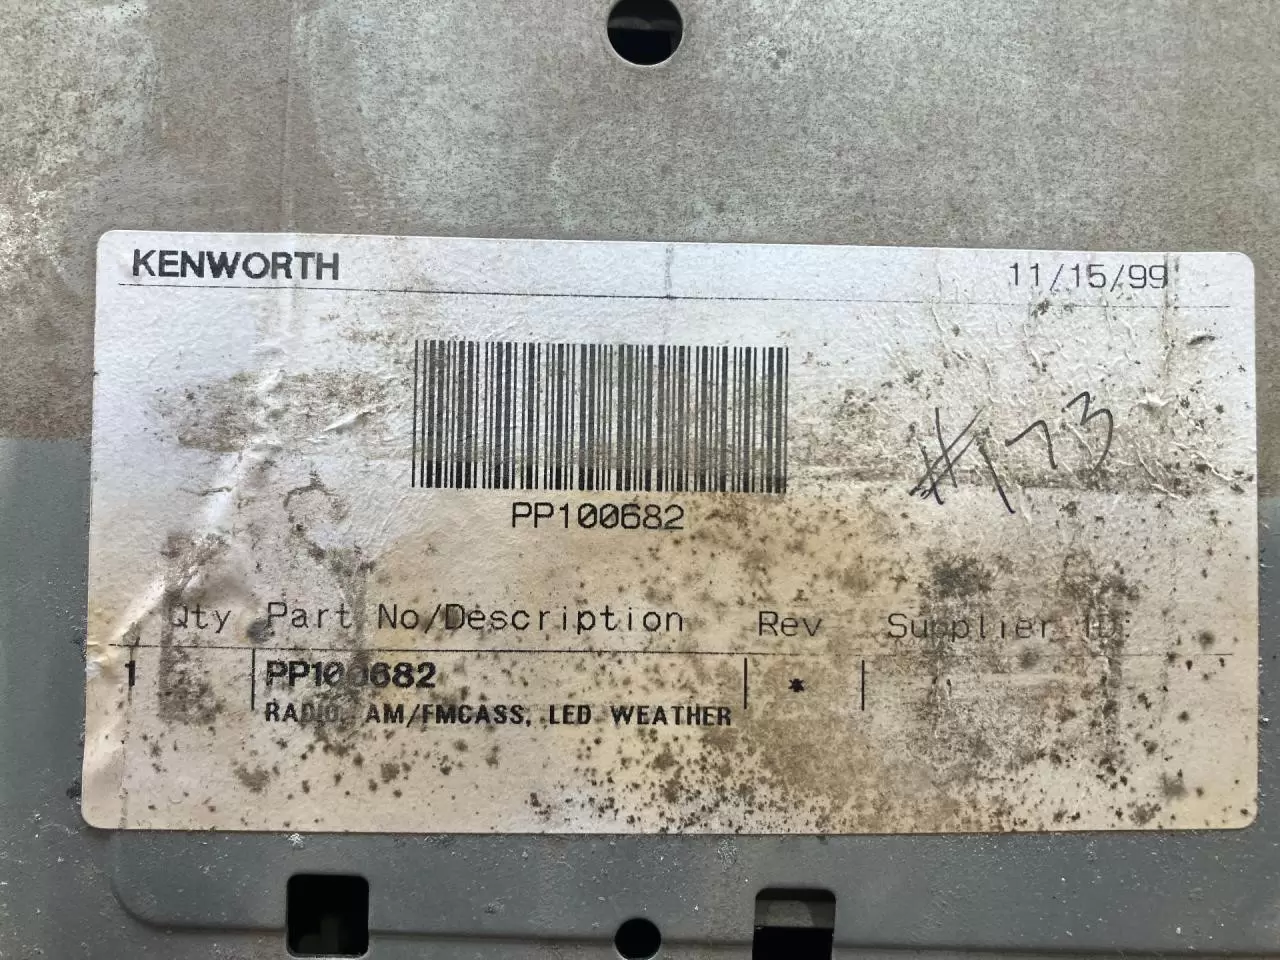 KENWORTH 11/15/99
#173
PP100682
Qty Part No/Description Rev Supplier ID:
1 PP100682 *
RADIO, AM/FMCASS, LED WEATHER